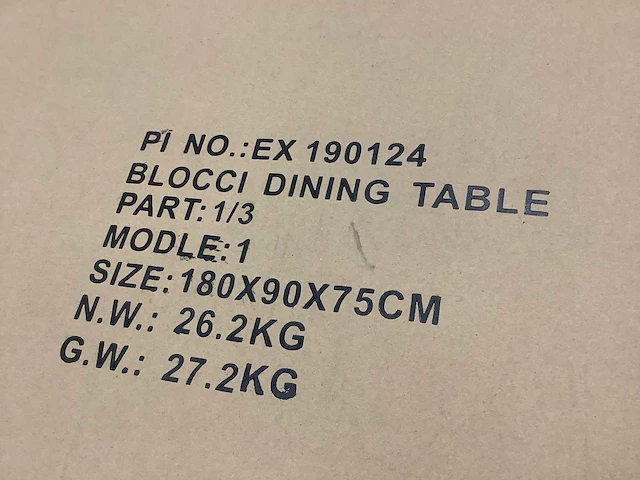 PI NO.:EX 190124
BLOCCI DINING TABLE
PART: 1/3
MODLE: 1
SIZE: 180X90X75CM
N.W.: 26.2KG
G.W.: 27.2KG